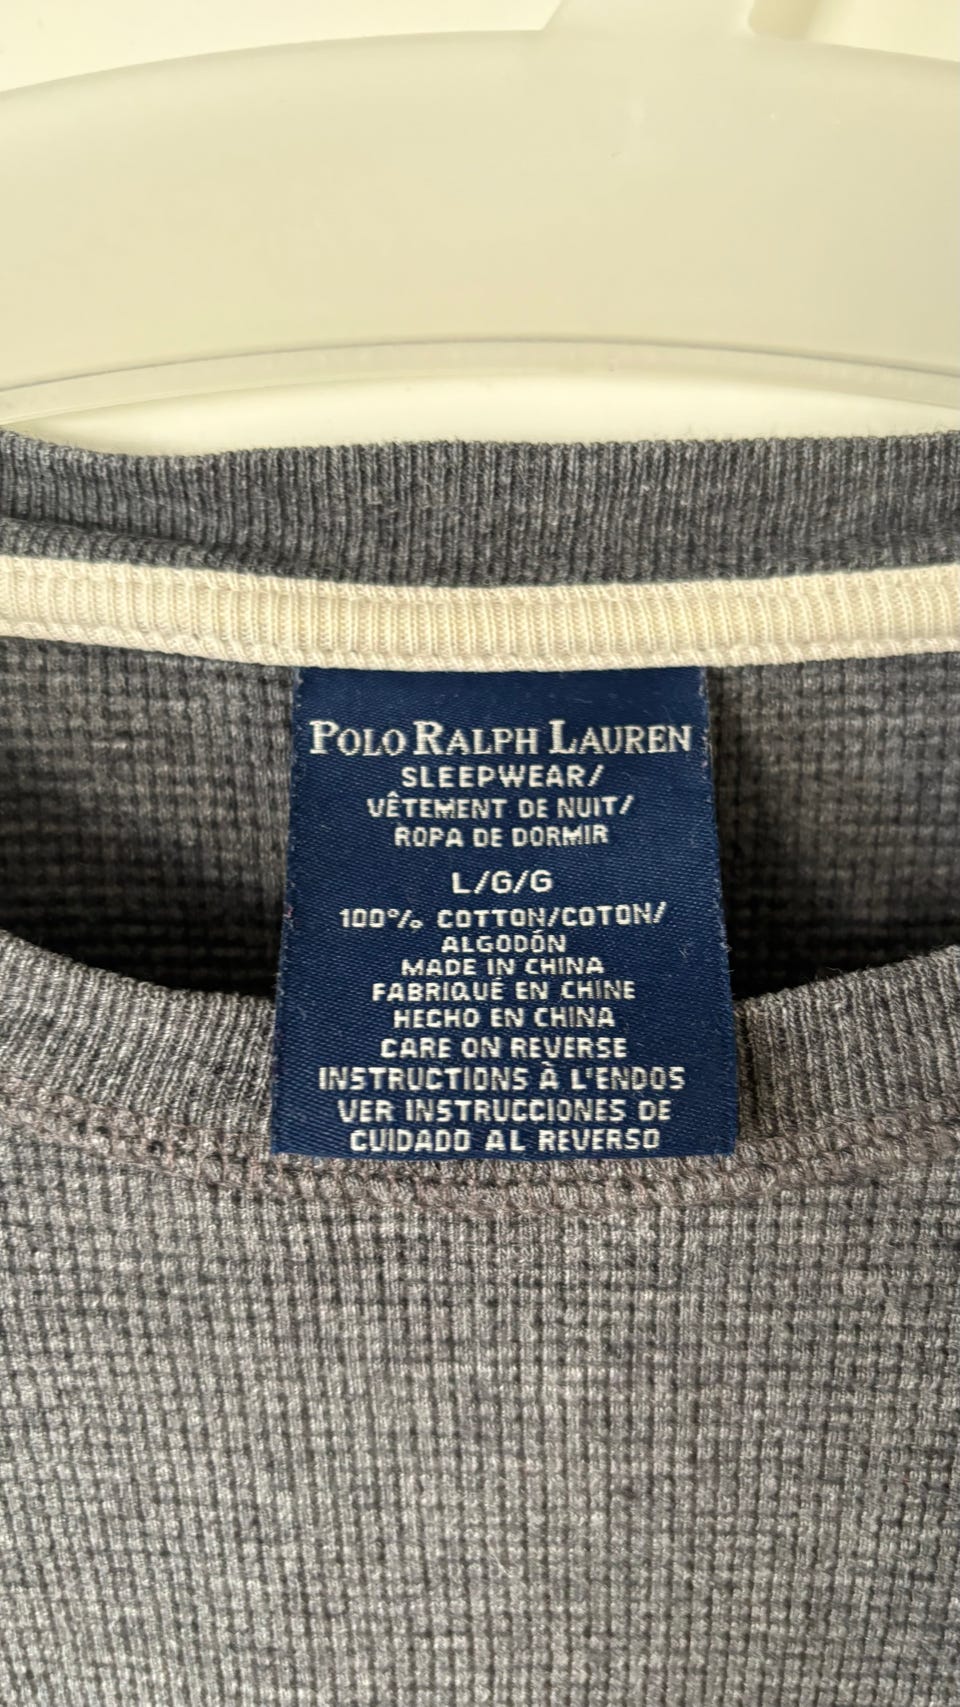 POLO RALPH LAUREN
SLEEPWEAR/
VÊTEMENT DE NUIT/
ROPA DE DORMIR
L/G/G
100% COTTON/COTON/
ALGODÓN
MADE IN CHINA
FABRIQUÉ EN CHINE
HECHO EN CHINA
CARE ON REVERSE
INSTRUCTIONS À L'ENDOS
VER INSTRUCCIONES DE
CUIDADO AL REVERSO